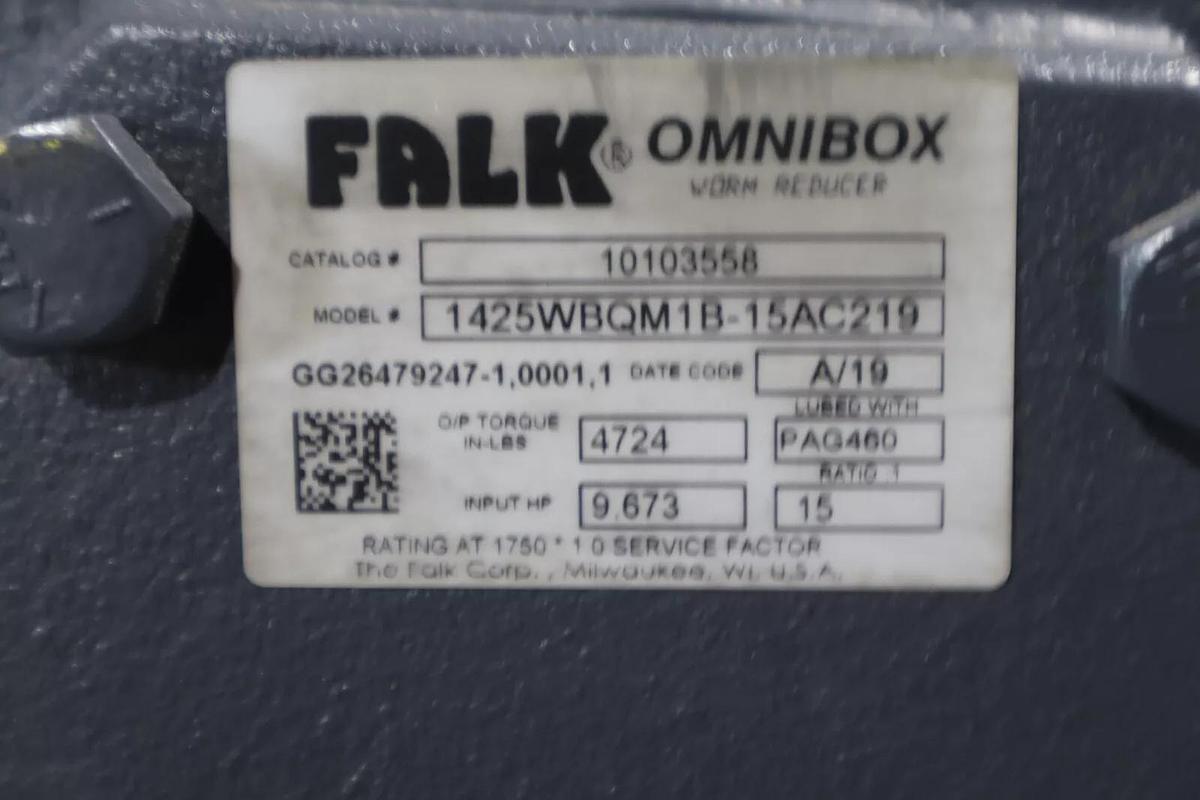 FALK® OMNIBOX
WORM REDUCER
CATALOG # 10103558
MODEL # 1425WBQM1B-15AC219
GG26479247-1,0001,1 DATE CODE A/19
LUBED WITH
O/P TORQUE
IN-LBS 4724 PAG460
RATIO :1
INPUT HP 9.673 15
RATING AT 1750 * 1.0 SERVICE FACTOR
The Falk Corp., Milwaukee, WI, U.S.A.